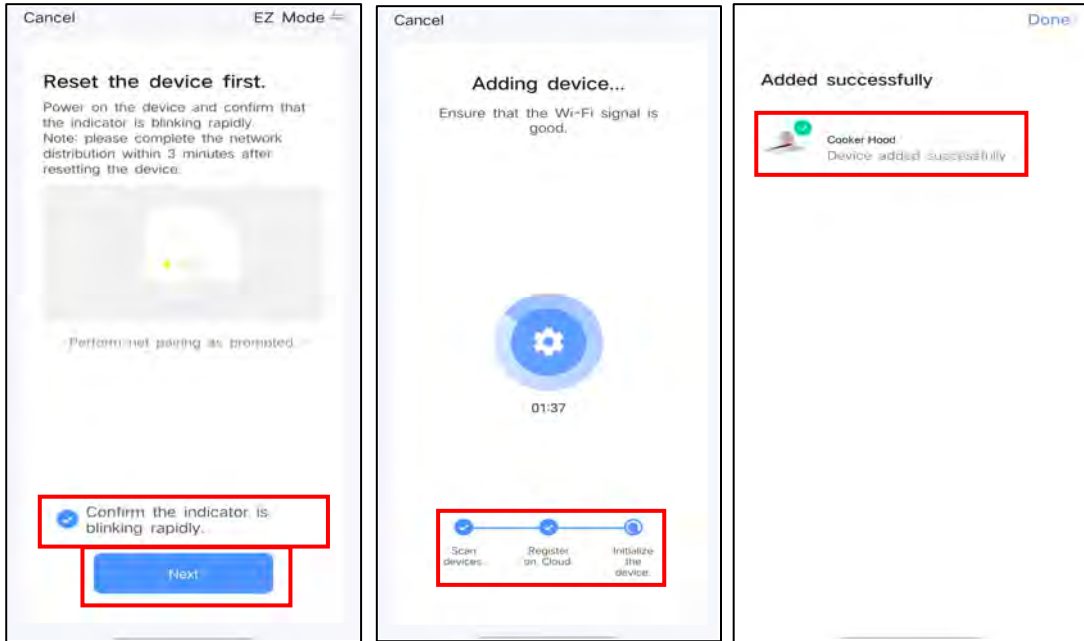 Cancel
EZ Mode
Reset the device first.
Power on the device and confirm that
the indicator is blinking rapidly.
Note: please complete the network
distribution within 3 minutes after
resetting the device.
Perform net pairing as prompted.
Confirm the indicator is
blinking rapidly.
Next
Cancel
Adding device...
Ensure that the Wi-Fi signal is
good.
01:37
Scan
devices.
Register
on Cloud.
Initialize
the
device.
Done
Added successfully
Cooker Hood
Device added successfully